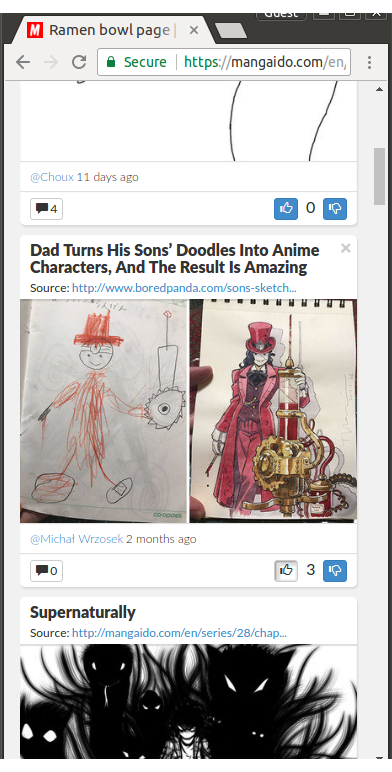 Guest
Ramen bowl page |
Secure
https://mangaido.com/en/
@Choux 11 days ago
4
0
Dad Turns His Sons’ Doodles Into Anime
Characters, And The Result Is Amazing
Source: http://www.boredpanda.com/sons-sketch...
@Michał Wrzosek 2 months ago
0
3
Supernaturally
Source: http://mangaido.com/en/series/28/chap...